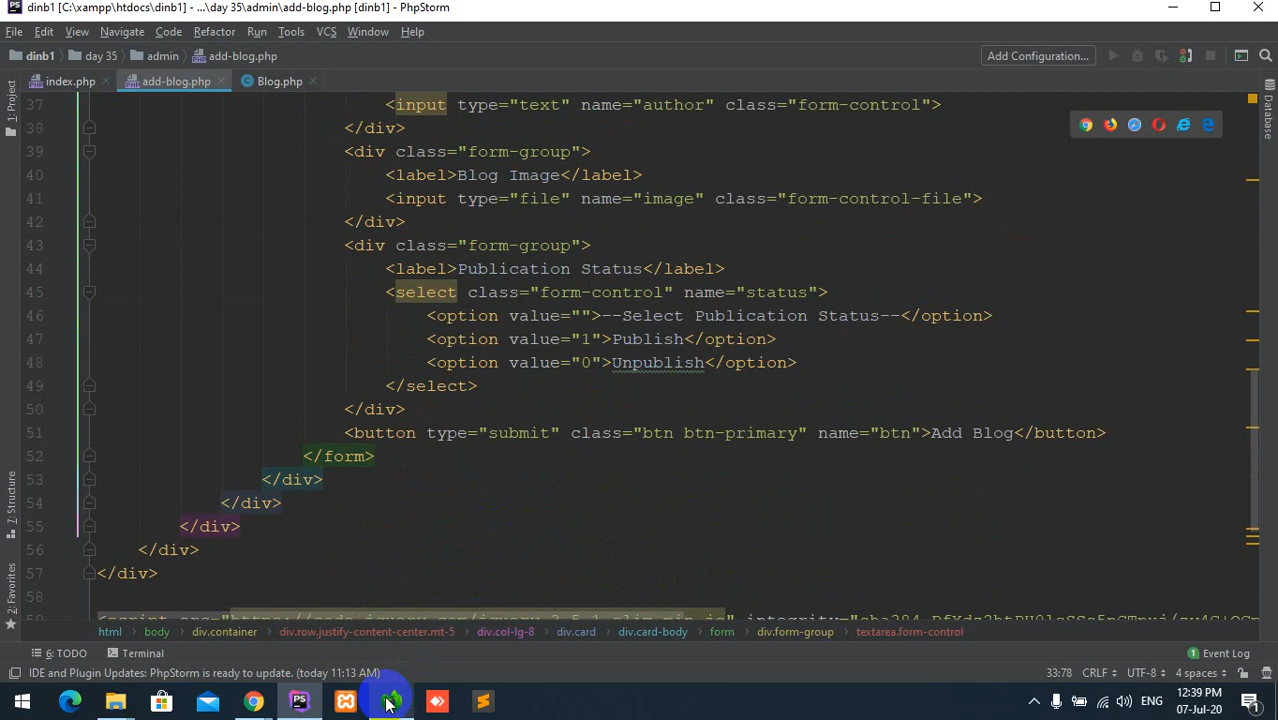 dinb1 [C:\xampp\htdocs\dinb1] - ...\day 35\admin\add-blog.php [dinb1] - PhpStorm
File Edit View Navigate Code Refactor Run Tools VCS Window Help
dinb1 day 35 admin add-blog.php Add Configuration...
index.php add-blog.php Blog.php
1: Project
Database
37 <input type="text" name="author" class="form-control">
38 </div>
39 <div class="form-group">
40 <label>Blog Image</label>
41 <input type="file" name="image" class="form-control-file">
42 </div>
43 <div class="form-group">
44 <label>Publication Status</label>
45 <select class="form-control" name="status">
46 <option value="">--Select Publication Status--</option>
47 <option value="1">Publish</option>
48 <option value="0">Unpublish</option>
49 </select>
50 </div>
51 <button type="submit" class="btn btn-primary" name="btn">Add Blog</button>
52 </form>
53 </div>
54 </div>
55 </div>
56 </div>
57 </div>
58
7: Structure
2: Favorites
html body div.container div.row.justify-content-center.mt-5 div.col-lg-8 div.card div.card-body form div.form-group textarea.form-control
6: TODO Terminal 1 Event Log
IDE and Plugin Updates: PhpStorm is ready to update. (today 11:13 AM) 33:78 CRLF UTF-8 4 spaces
ENG 12:39 PM
07-Jul-20